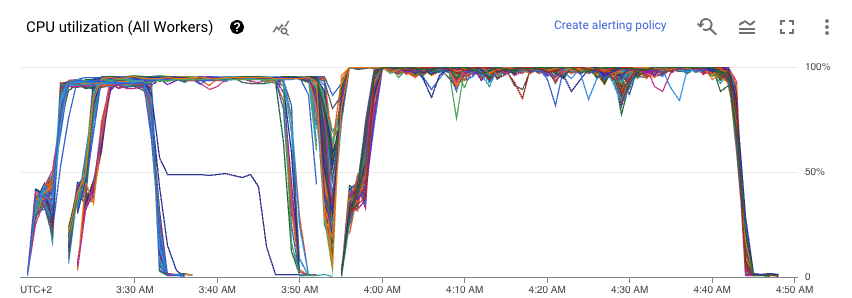 CPU utilization (All Workers) ?
Create alerting policy
100%
50%
0
UTC+2 3:30 AM 3:40 AM 3:50 AM 4:00 AM 4:10 AM 4:20 AM 4:30 AM 4:40 AM 4:50 AM